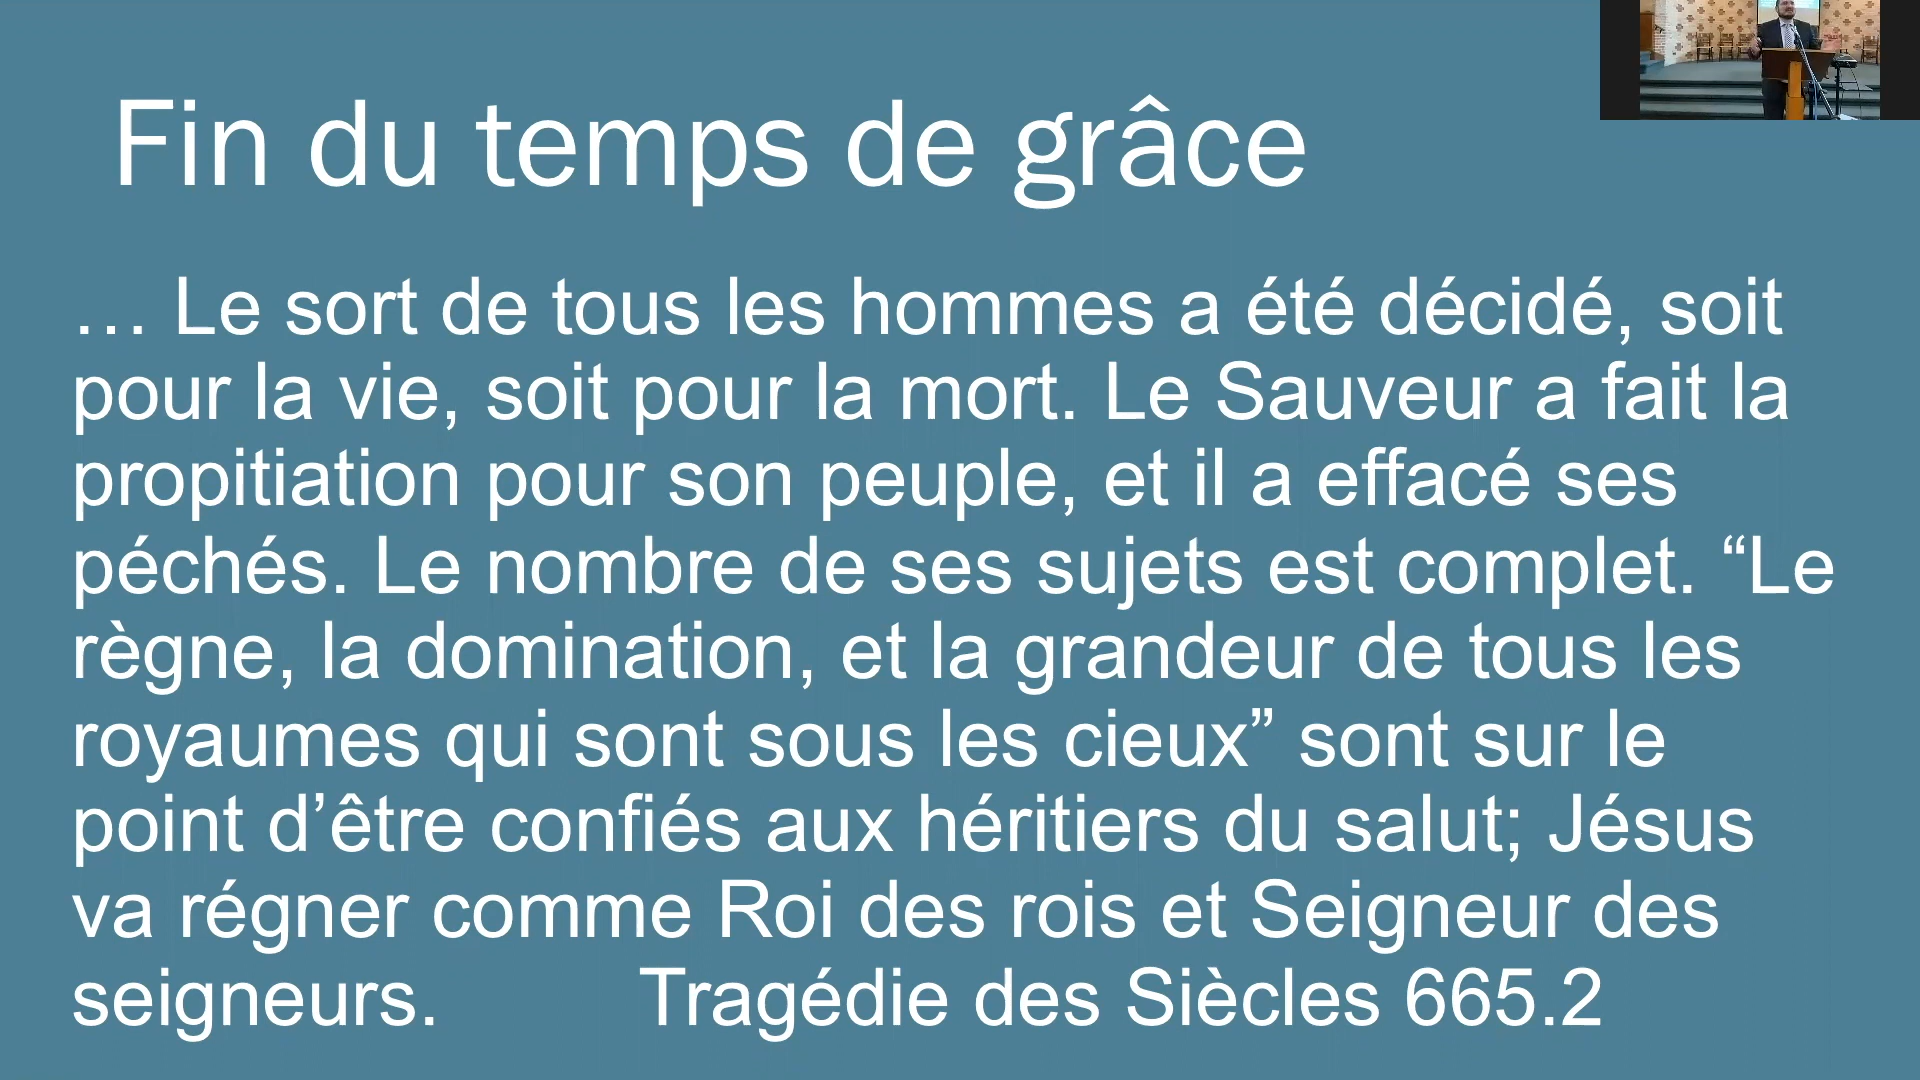 Fin du temps de grâce
… Le sort de tous les hommes a été décidé, soit
pour la vie, soit pour la mort. Le Sauveur a fait la
propitiation pour son peuple, et il a effacé ses
péchés. Le nombre de ses sujets est complet. “Le
règne, la domination, et la grandeur de tous les
royaumes qui sont sous les cieux” sont sur le
point d’être confiés aux héritiers du salut; Jésus
va régner comme Roi des rois et Seigneur des
seigneurs. Tragédie des Siècles 665.2